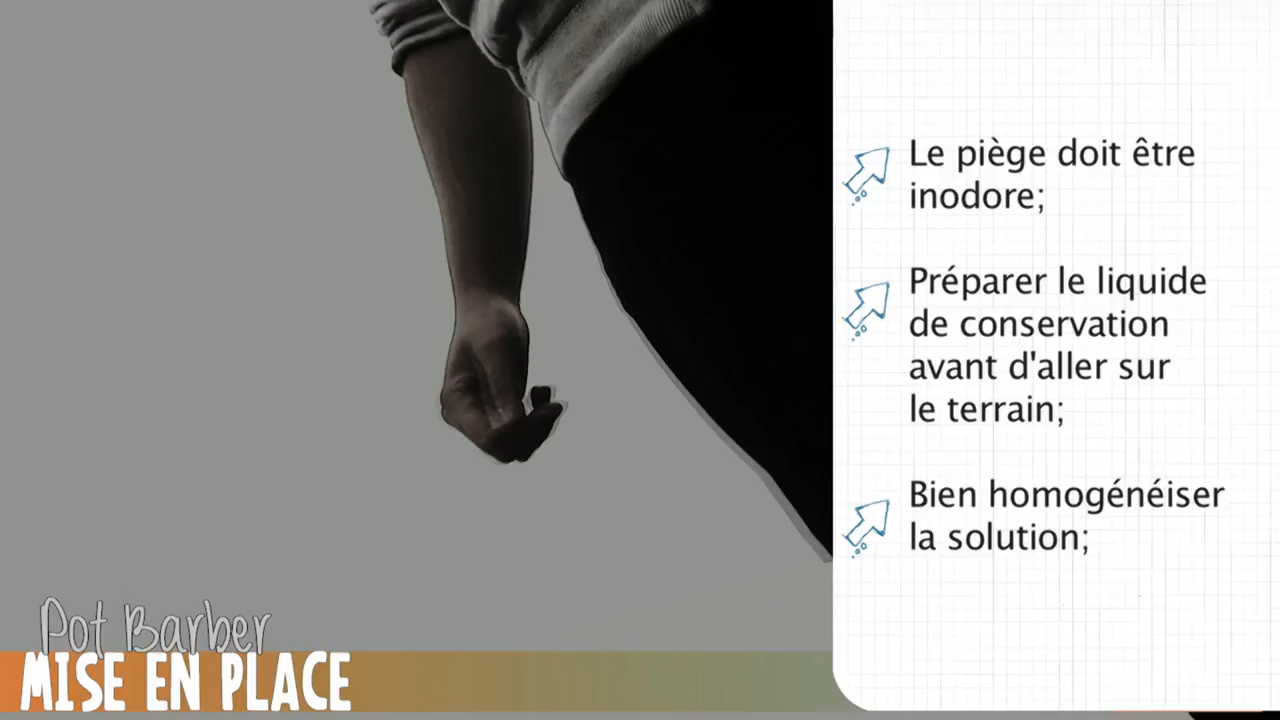 Le piège doit être
inodore;
Préparer le liquide
de conservation
avant d'aller sur
le terrain;
Bien homogénéiser
la solution;
Pot Barber
MISE EN PLACE